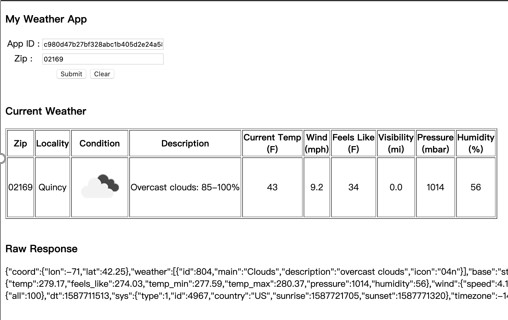 My Weather App
App ID : c980d47b27bf328abc1b405d2e24a5
Zip : 02169
Submit Clear
Current Weather
Zip Locality Condition Description Current Temp (F) Wind (mph) Feels Like (F) Visibility (mi) Pressure (mbar) Humidity (%)
02169 Quincy Overcast clouds: 85-100% 43 9.2 34 0.0 1014 56
Raw Response
{"coord":{"lon":-71,"lat":42.25},"weather":[{"id":804,"main":"Clouds","description":"overcast clouds","icon":"04n"}],"base":"st
{"temp":279.17,"feels_like":274.03,"temp_min":277.59,"temp_max":280.37,"pressure":1014,"humidity":56},"wind":{"speed":4.1
{"all":100},"dt":1587711513,"sys":{"type":1,"id":4967,"country":"US","sunrise":1587721705,"sunset":1587771320},"timezone":-14